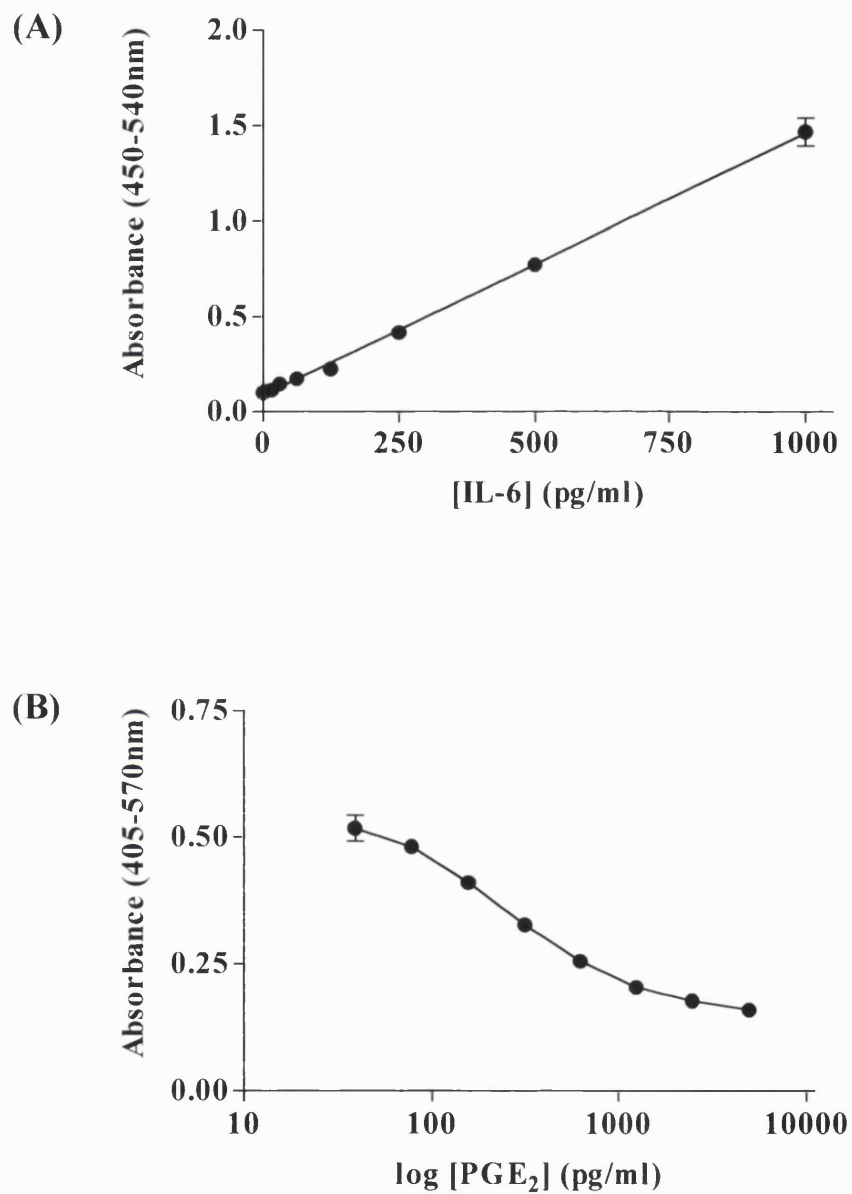 (A)
Absorbance (450-540nm)
2.0
1.5
1.0
0.5
0.0
0 250 500 750 1000
[IL-6] (pg/ml)
(B)
Absorbance (405-570nm)
0.75
0.50
0.25
0.00
10 100 1000 10000
log [PGE₂] (pg/ml)